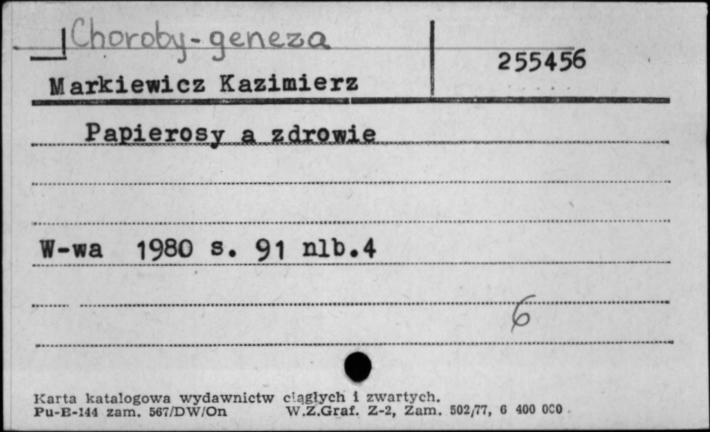 Choroby-geneza
255456
Markiewicz Kazimierz
Papierosy a zdrowie
W-wa 1980 s. 91 nlb.4
6
Karta katalogowa wydawnictw ciągłych i zwartych.
Pu-B-144 zam. 567/DW/On W.Z.Graf. Z-2, Zam. 502/77, 6 400 000